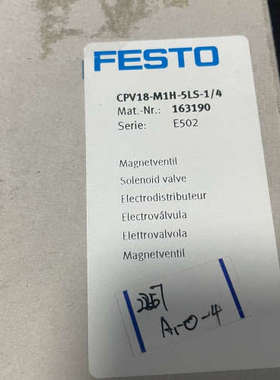 FESTO
CPV18-M1H-5LS-1/4
Mat.-Nr.: 163190
Serie: E502
Magnetventil
Solenoid valve
Electrodistributeur
Electroválvula
Elettrovalvola
Magnetventil
A1-0-4